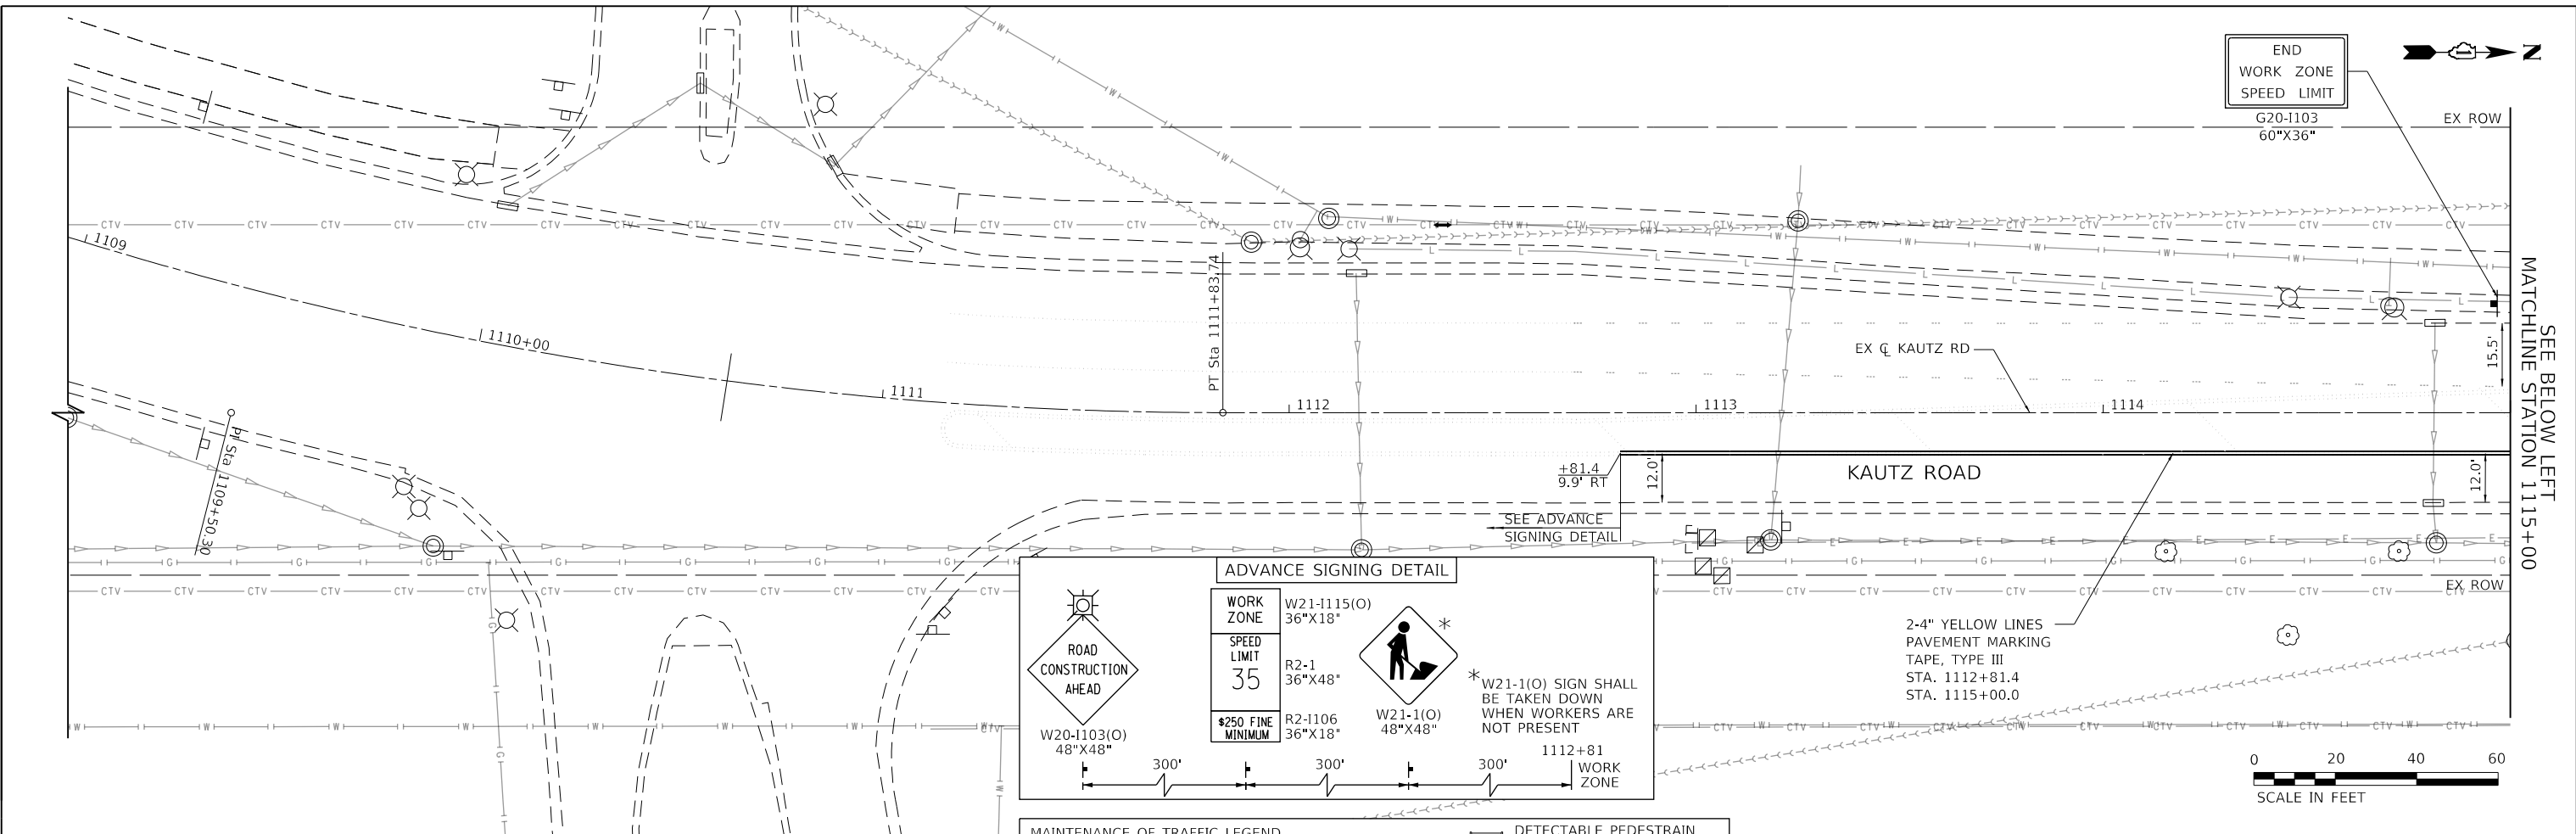 END
WORK ZONE
SPEED LIMIT
G20-I103
60"X36"
N
EX ROW
1109
1110+00
1111
PT Sta 1111+83.74
1112
1113
1114
EX ℄ KAUTZ RD
15.5'
SEE BELOW LEFT
MATCHLINE STATION 1115+00
PI Sta 1109+50.30
+81.4
9.9' RT
12.0'
KAUTZ ROAD
12.0'
SEE ADVANCE
SIGNING DETAIL
EX ROW
2-4" YELLOW LINES
PAVEMENT MARKING
TAPE, TYPE III
STA. 1112+81.4
STA. 1115+00.0
ADVANCE SIGNING DETAIL
ROAD
CONSTRUCTION
AHEAD
W20-I103(O)
48"X48"
WORK
ZONE
W21-I115(O)
36"X18"
SPEED
LIMIT
35
R2-1
36"X48"
$250 FINE
MINIMUM
R2-I106
36"X18"
*
W21-1(O)
48"X48"
*W21-1(O) SIGN SHALL
BE TAKEN DOWN
WHEN WORKERS ARE
NOT PRESENT
1112+81
300'
300'
300'
WORK
ZONE
0 20 40 60
SCALE IN FEET
MAINTENANCE OF TRAFFIC LEGEND
DETECTABLE PEDESTRAIN
CTV CTV CTV CTV CTV CTV
W W W W
L L L L
G G G G
E E E E